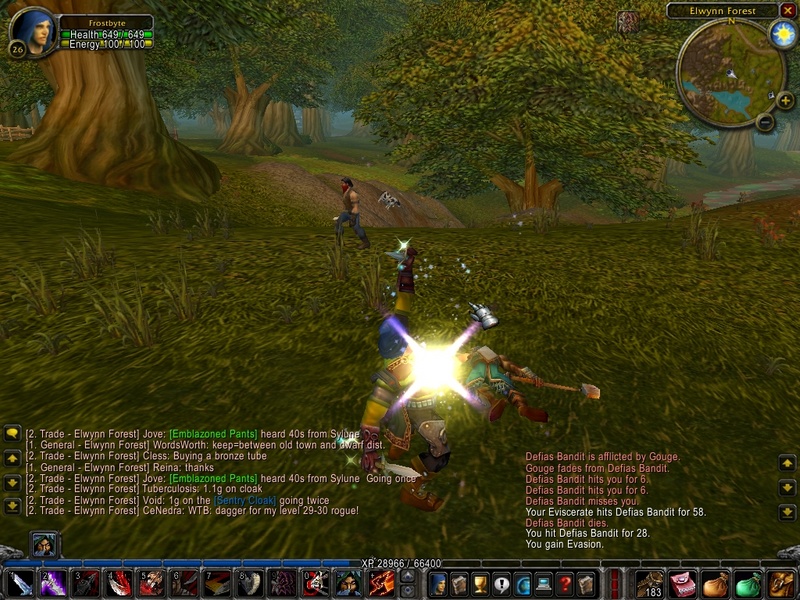 Frostbyte
Health 649 / 649
Energy 100 / 100
26
Elwynn Forest
N
[2. Trade - Elwynn Forest] Jove: [Emblazoned Pants] heard 40s from Sylune
[1. General - Elwynn Forest] WordsWorth: keep=between old town and dwarf dist.
[2. Trade - Elwynn Forest] Cless: Buying a bronze tube
[1. General - Elwynn Forest] Reina: thanks
[2. Trade - Elwynn Forest] Jove: [Emblazoned Pants] heard 40s from Sylune Going once
[2. Trade - Elwynn Forest] Tuberculosis: 1.1g on cloak
[2. Trade - Elwynn Forest] Void: 1g on the [Sentry Cloak] going twice
[2. Trade - Elwynn Forest] CeNedra: WTB: dagger for my level 29-30 rogue!
Defias Bandit is afflicted by Gouge.
Gouge fades from Defias Bandit.
Defias Bandit hits you for 6.
Defias Bandit hits you for 6.
Defias Bandit misses you.
Your Eviscerate hits Defias Bandit for 58.
Defias Bandit dies.
You hit Defias Bandit for 28.
You gain Evasion.
XP 28966 / 66400
183